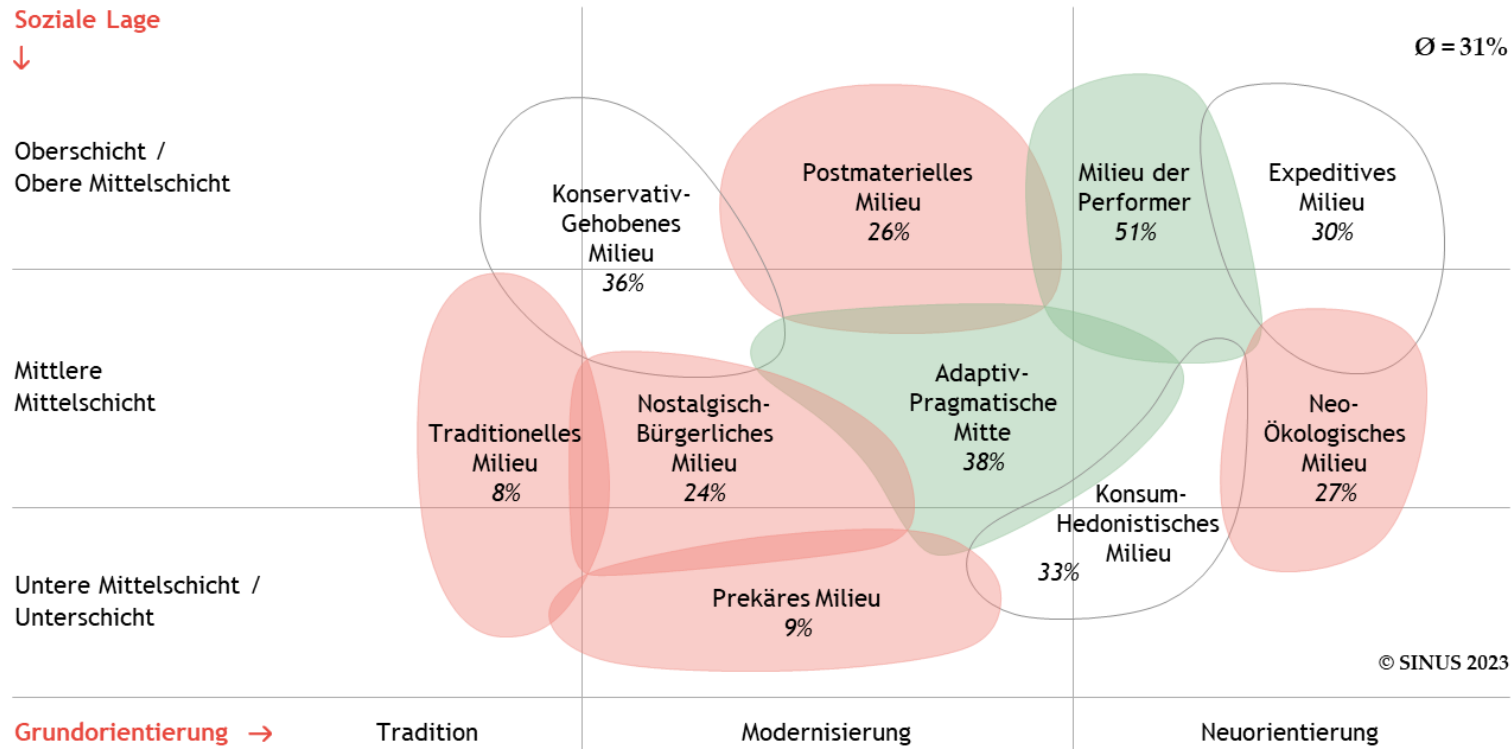 Soziale Lage
↓
Ø = 31%
Oberschicht /
Obere Mittelschicht
Konservativ-
Gehobenes
Milieu
36%
Postmaterielles
Milieu
26%
Milieu der
Performer
51%
Expeditives
Milieu
30%
Mittlere
Mittelschicht
Traditionelles
Milieu
8%
Nostalgisch-
Bürgerliches
Milieu
24%
Adaptiv-
Pragmatische
Mitte
38%
Konsum-
Hedonistisches
Milieu
33%
Neo-
Ökologisches
Milieu
27%
Untere Mittelschicht /
Unterschicht
Prekäres Milieu
9%
© SINUS 2023
Grundorientierung →
Tradition
Modernisierung
Neuorientierung